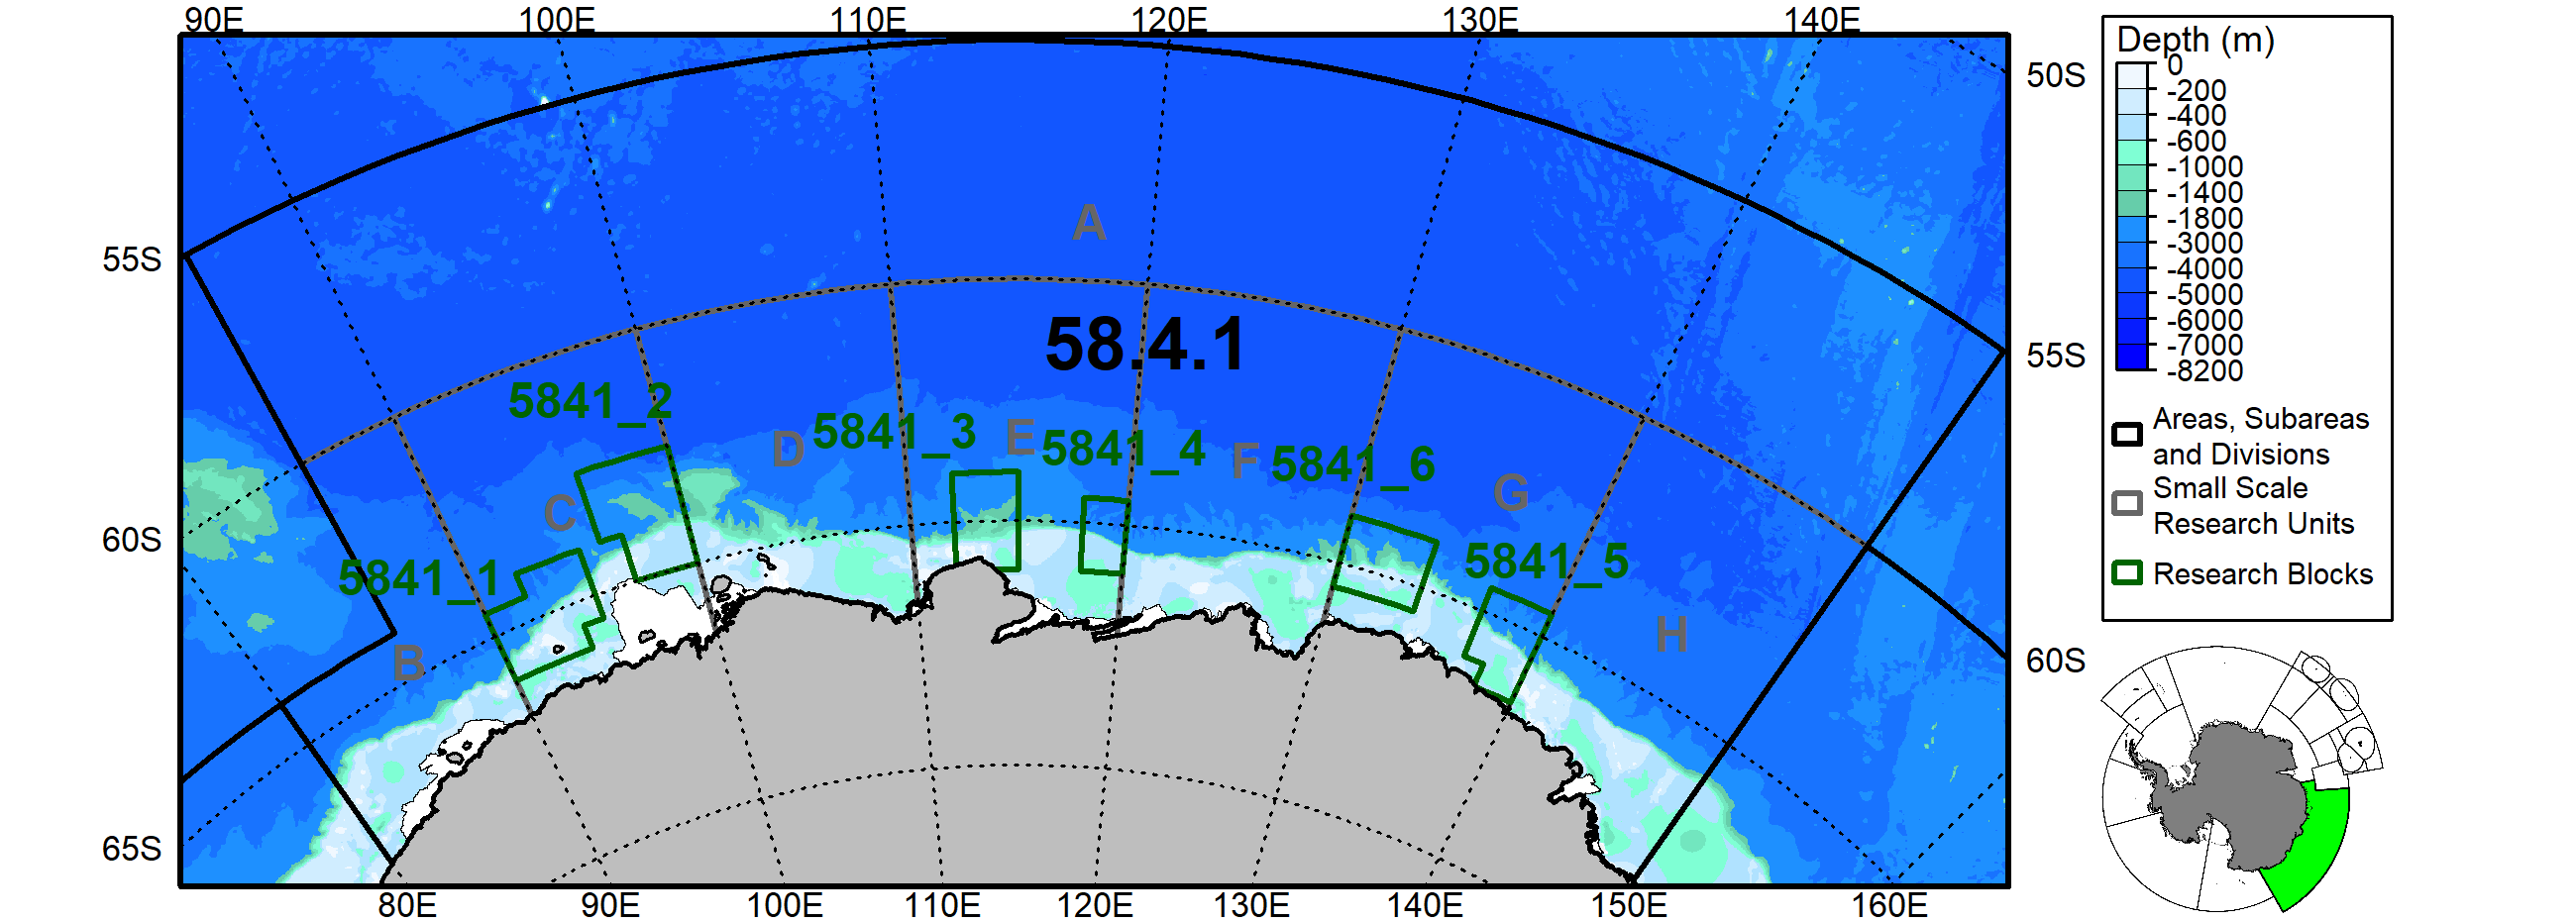 90E 100E 110E 120E 130E 140E
50S
55S
55S
60S
60S
65S
A
58.4.1
5841_2
5841_3
E
5841_4
D
F
5841_6
G
C
5841_1
5841_5
B
H
80E 90E 100E 110E 120E 130E 140E 150E 160E
Depth (m)
0
-200
-400
-600
-1000
-1400
-1800
-3000
-4000
-5000
-6000
-7000
-8200
Areas, Subareas
and Divisions
Small Scale
Research Units
Research Blocks